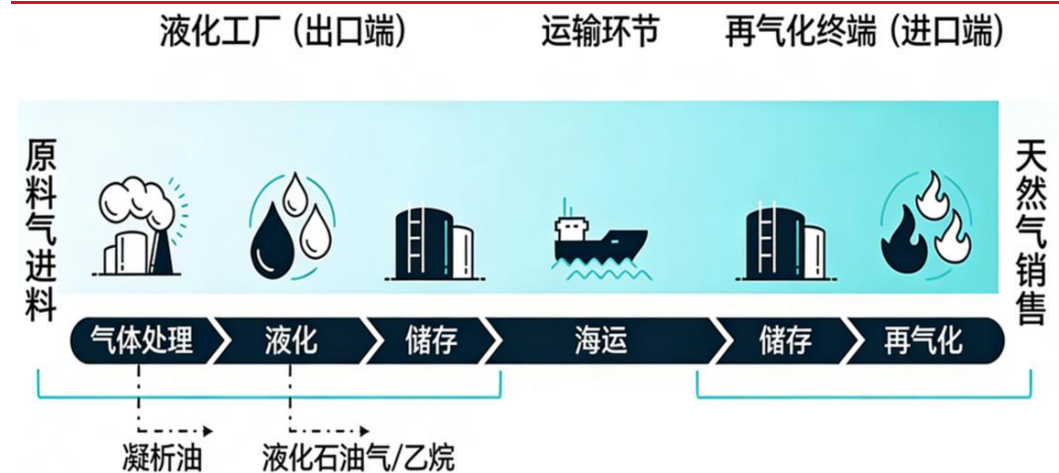 液化工厂（出口端）
运输环节
再气化终端（进口端）
原料气进料
天然气销售
气体处理
液化
储存
海运
储存
再气化
凝析油
液化石油气/乙烷